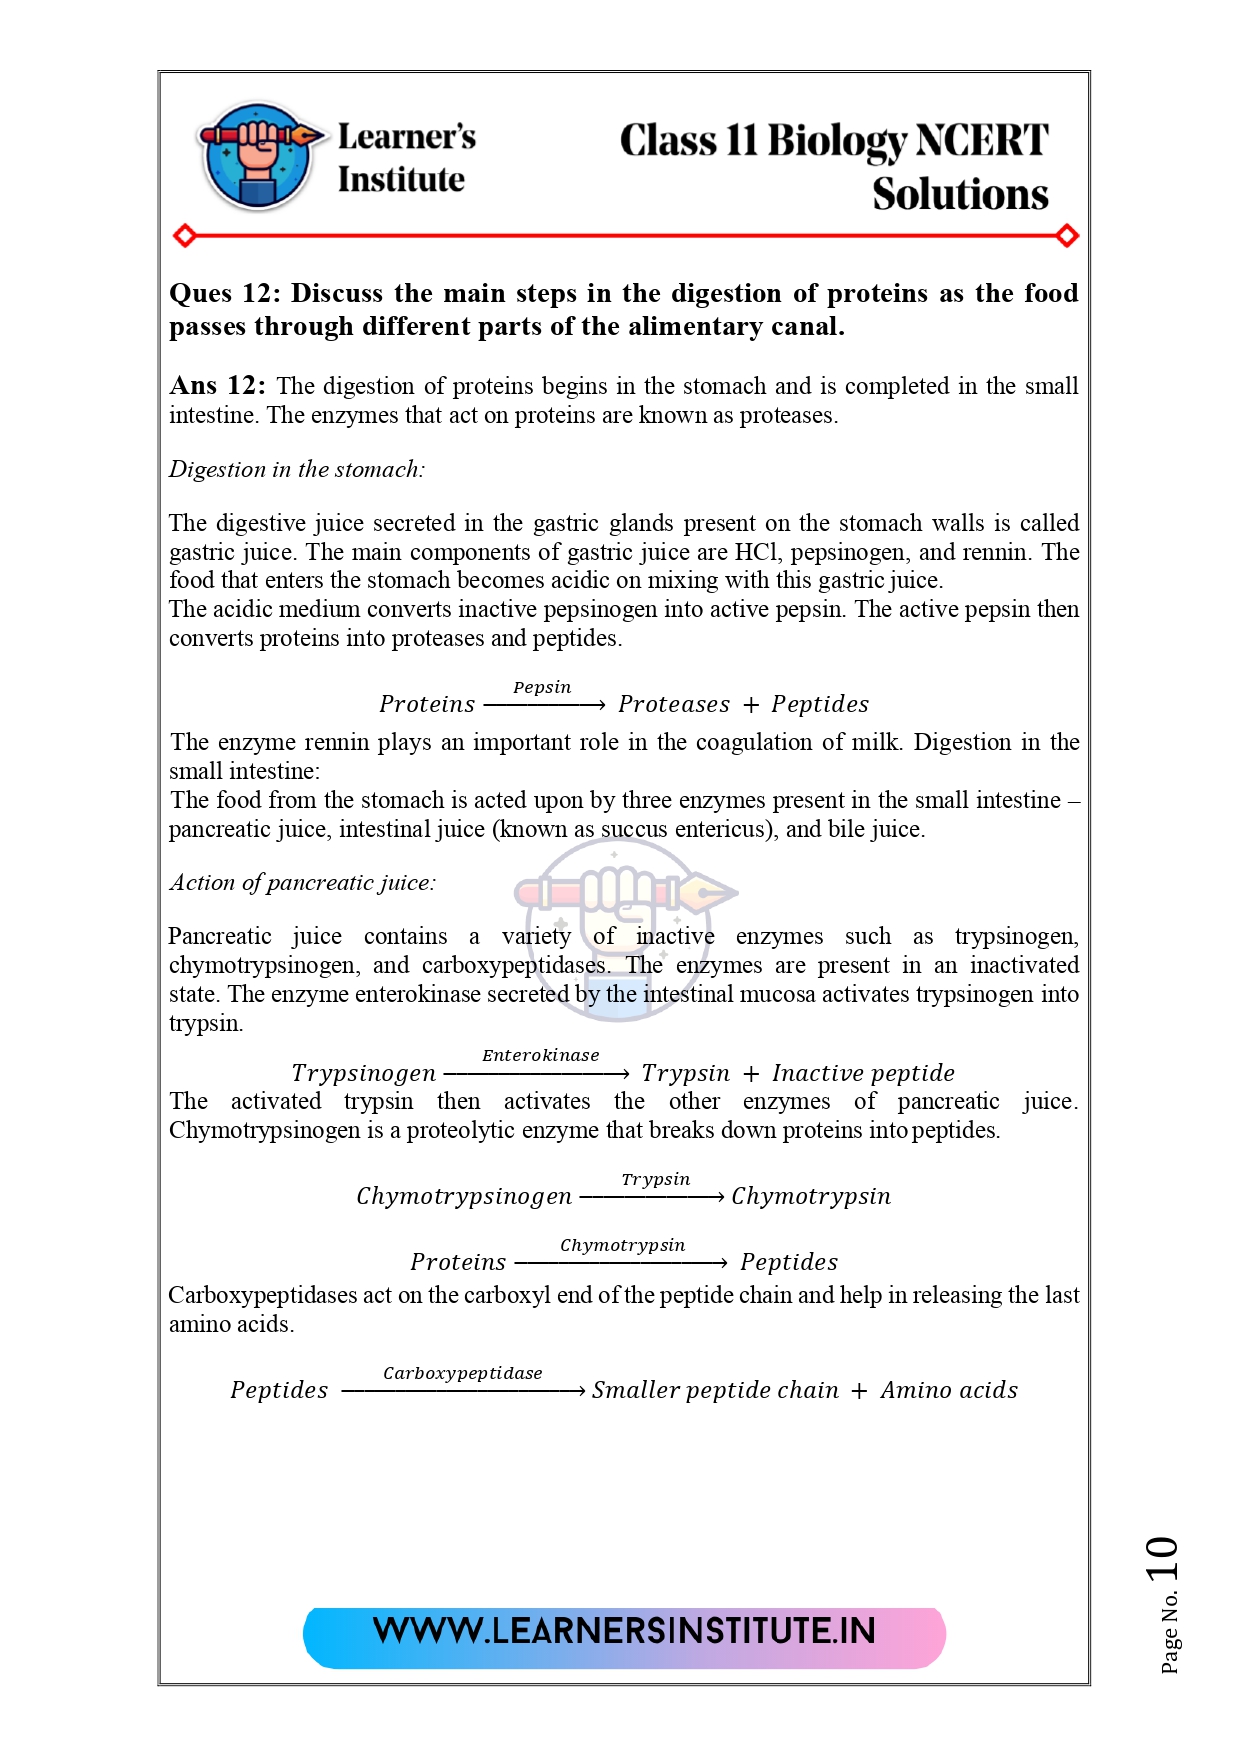 Learner's
Institute
Class 11 Biology NCERT
Solutions
Ques 12: Discuss the main steps in the digestion of proteins as the food
passes through different parts of the alimentary canal.
Ans 12: The digestion of proteins begins in the stomach and is completed in the small
intestine. The enzymes that act on proteins are known as proteases.
Digestion in the stomach:
The digestive juice secreted in the gastric glands present on the stomach walls is called
gastric juice. The main components of gastric juice are HCl, pepsinogen, and rennin. The
food that enters the stomach becomes acidic on mixing with this gastric juice.
The acidic medium converts inactive pepsinogen into active pepsin. The active pepsin then
converts proteins into proteases and peptides.
Pepsin
Proteins ⟶ Proteases + Peptides
The enzyme rennin plays an important role in the coagulation of milk. Digestion in the
small intestine:
The food from the stomach is acted upon by three enzymes present in the small intestine –
pancreatic juice, intestinal juice (known as succus entericus), and bile juice.
Action of pancreatic juice:
Pancreatic juice contains a variety of inactive enzymes such as trypsinogen,
chymotrypsinogen, and carboxypeptidases. The enzymes are present in an inactivated
state. The enzyme enterokinase secreted by the intestinal mucosa activates trypsinogen into
trypsin.
Enterokinase
Trypsinogen ⟶ Trypsin + Inactive peptide
The activated trypsin then activates the other enzymes of pancreatic juice.
Chymotrypsinogen is a proteolytic enzyme that breaks down proteins into peptides.
Trypsin
Chymotrypsinogen ⟶ Chymotrypsin
Chymotrypsin
Proteins ⟶ Peptides
Carboxypeptidases act on the carboxyl end of the peptide chain and help in releasing the last
amino acids.
Carboxypeptidase
Peptides ⟶ Smaller peptide chain + Amino acids
WWW.LEARNERSINSTITUTE.IN
Page No. 10